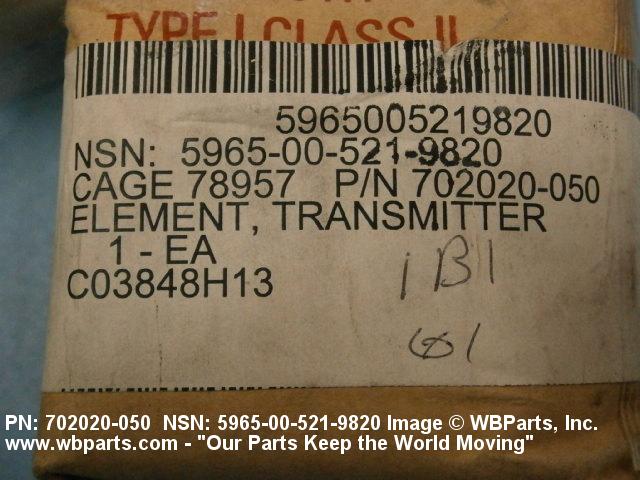 TYPE I CLASS II
5965005219820
NSN: 5965-00-521-9820
CAGE 78957 P/N 702020-050
ELEMENT, TRANSMITTER
1 - EA
C03848H13
1B1
PN: 702020-050 NSN: 5965-00-521-9820 Image © WBParts, Inc.
www.wbparts.com - "Our Parts Keep the World Moving"